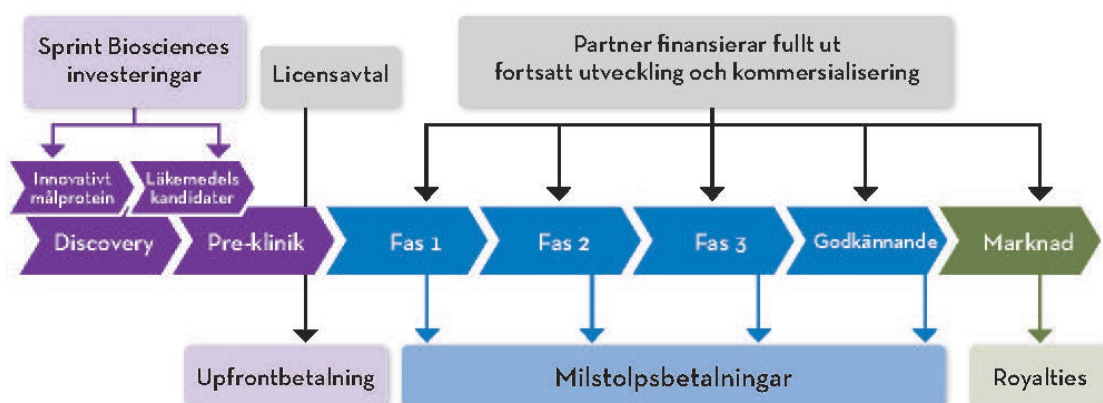 Sprint Biosciences
investeringar
Licensavtal
Partner finansierar fullt ut
fortsatt utveckling och kommersialisering
Innovativt
målprotein
Läkemedels
kandidater
Discovery
Pre-klinik
Fas 1
Fas 2
Fas 3
Godkännande
Marknad
Upfrontbetalning
Milstolpsbetalningar
Royalties